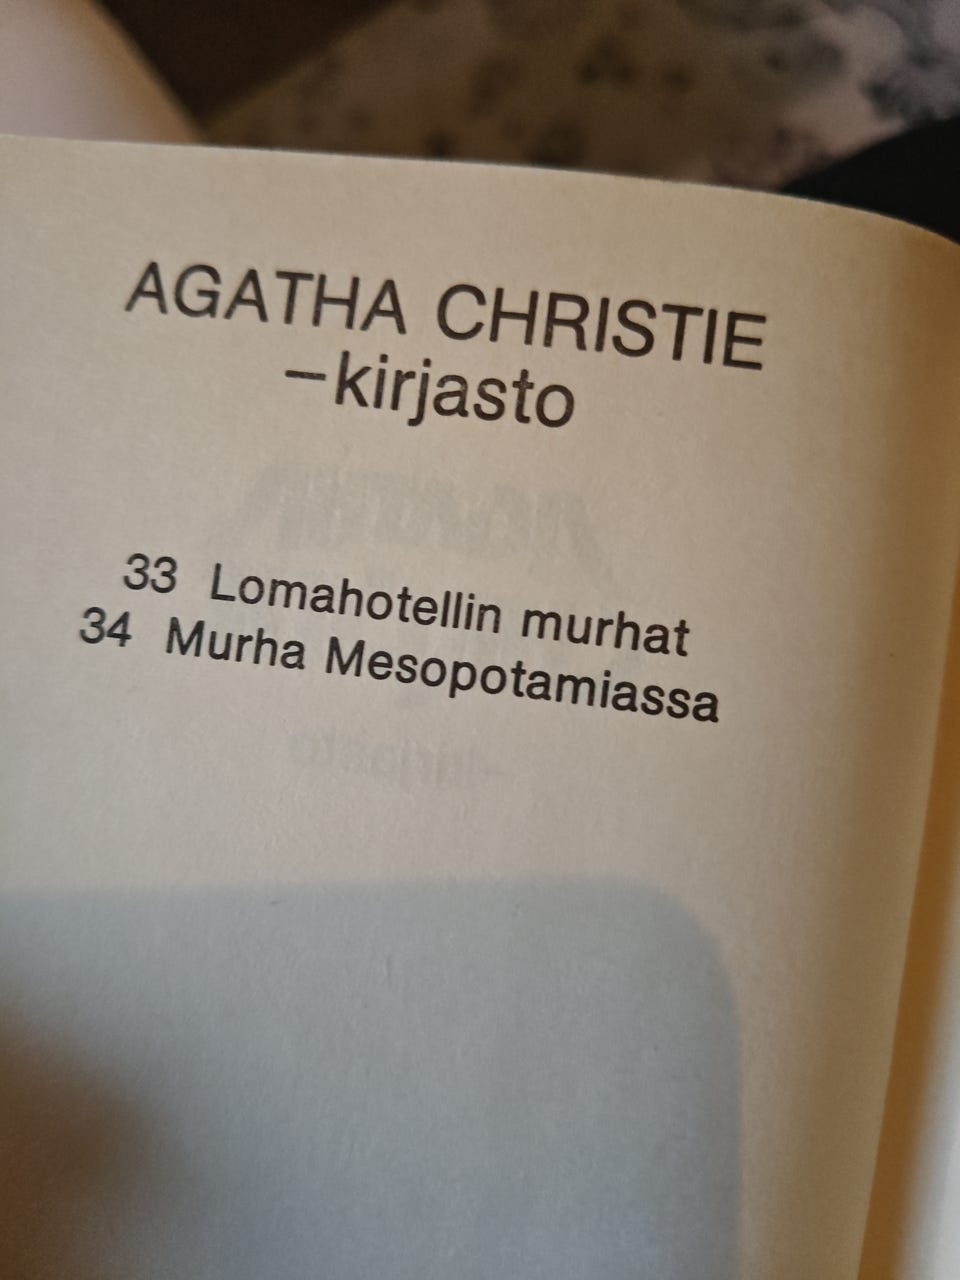 AGATHA CHRISTIE
–kirjasto
33 Lomahotellin murhat
34 Murha Mesopotamiassa